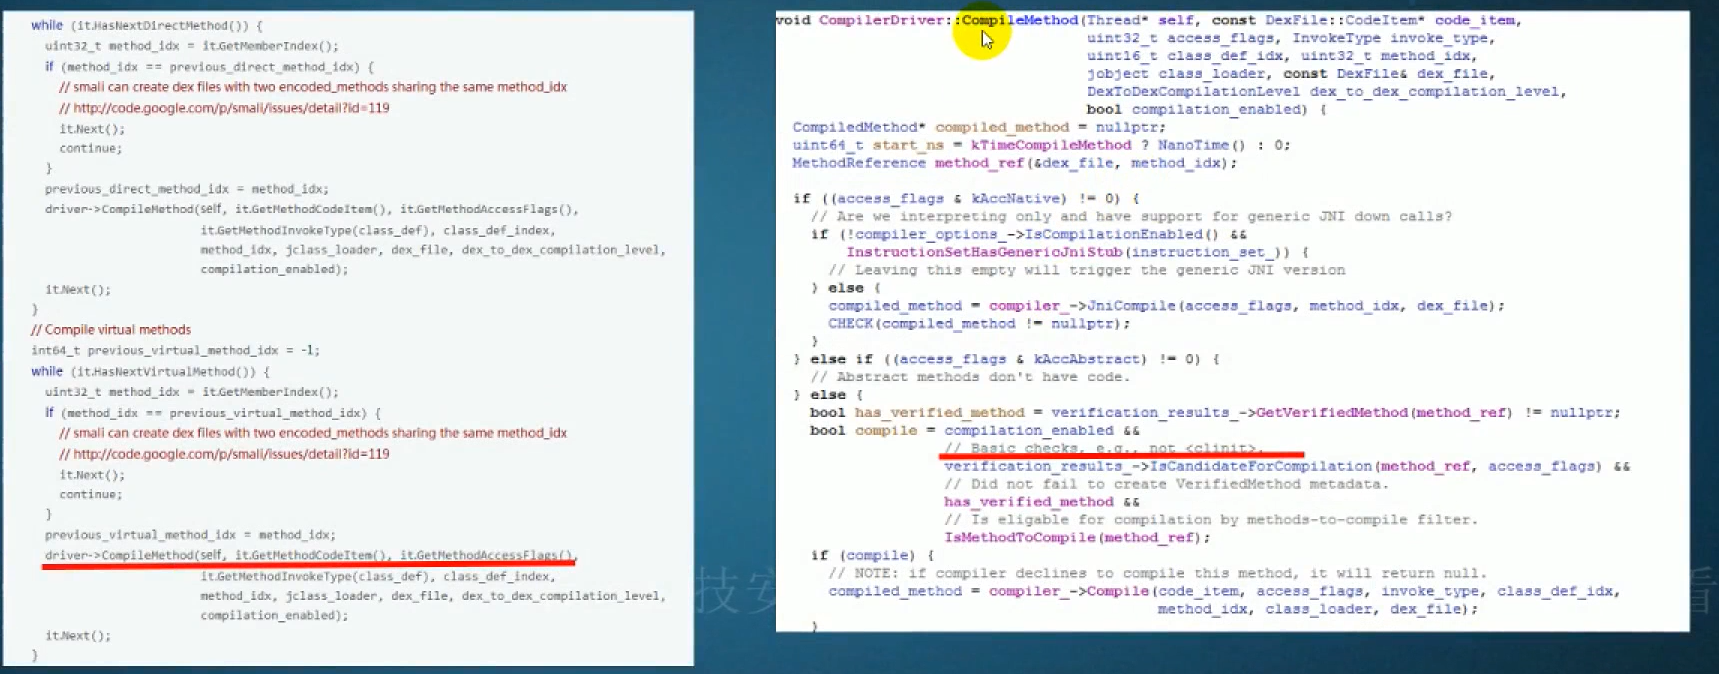 while (it.HasNextDirectMethod()) {
uint32_t method_idx = it.GetMemberIndex();
if (method_idx == previous_direct_method_idx) {
// smali can create dex files with two encoded_methods sharing the same method_idx
// http://code.google.com/p/smali/issues/detail?id=119
it.Next();
continue;
}
previous_direct_method_idx = method_idx;
driver->CompileMethod(self, it.GetMethodCodeItem(), it.GetMethodAccessFlags(),
it.GetMethodInvokeType(class_def), class_def_index,
method_idx, jclass_loader, dex_file, dex_to_dex_compilation_level,
compilation_enabled);
it.Next();
}
// Compile virtual methods
int64_t previous_virtual_method_idx = -1;
while (it.HasNextVirtualMethod()) {
uint32_t method_idx = it.GetMemberIndex();
if (method_idx == previous_virtual_method_idx) {
// smali can create dex files with two encoded_methods sharing the same method_idx
// http://code.google.com/p/smali/issues/detail?id=119
it.Next();
continue;
}
previous_virtual_method_idx = method_idx;
driver->CompileMethod(self, it.GetMethodCodeItem(), it.GetMethodAccessFlags(),
it.GetMethodInvokeType(class_def), class_def_index,
method_idx, jclass_loader, dex_file, dex_to_dex_compilation_level,
compilation_enabled);
it.Next();
}
void CompilerDriver::CompileMethod(Thread* self, const DexFile::CodeItem* code_item,
uint32_t access_flags, InvokeType invoke_type,
uint16_t class_def_idx, uint32_t method_idx,
jobject class_loader, const DexFile& dex_file,
DexToDexCompilationLevel dex_to_dex_compilation_level,
bool compilation_enabled) {
CompiledMethod* compiled_method = nullptr;
uint64_t start_ns = kTimeCompileMethod ? NanoTime() : 0;
MethodReference method_ref(&dex_file, method_idx);
if ((access_flags & kAccNative) != 0) {
// Are we interpreting only and have support for generic JNI down calls?
if (!compiler_options_->IsCompilationEnabled() &&
InstructionSetHasGenericJniStub(instruction_set_)) {
// Leaving this empty will trigger the generic JNI version
} else {
compiled_method = compiler_->JniCompile(access_flags, method_idx, dex_file);
CHECK(compiled_method != nullptr);
}
} else if ((access_flags & kAccAbstract) != 0) {
// Abstract methods don't have code.
} else {
bool has_verified_method = verification_results_->GetVerifiedMethod(method_ref) != nullptr;
bool compile = compilation_enabled &&
// Basic checks, e.g., not <clinit>.
verification_results_->IsCandidateForCompilation(method_ref, access_flags) &&
// Did not fail to create VerifiedMethod metadata.
has_verified_method &&
// Is eligable for compilation by methods-to-compile filter.
IsMethodToCompile(method_ref);
if (compile) {
// NOTE: if compiler declines to compile this method, it will return null.
compiled_method = compiler_->Compile(code_item, access_flags, invoke_type, class_def_idx,
method_idx, class_loader, dex_file);
}
技安
看